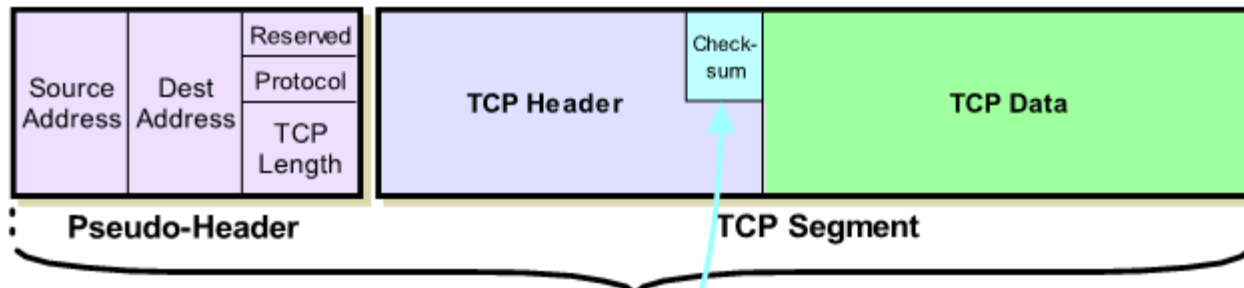 Source
Address
Dest
Address
Reserved
Protocol
TCP
Length
TCP Header
Check-
sum
TCP Data
Pseudo-Header
TCP Segment